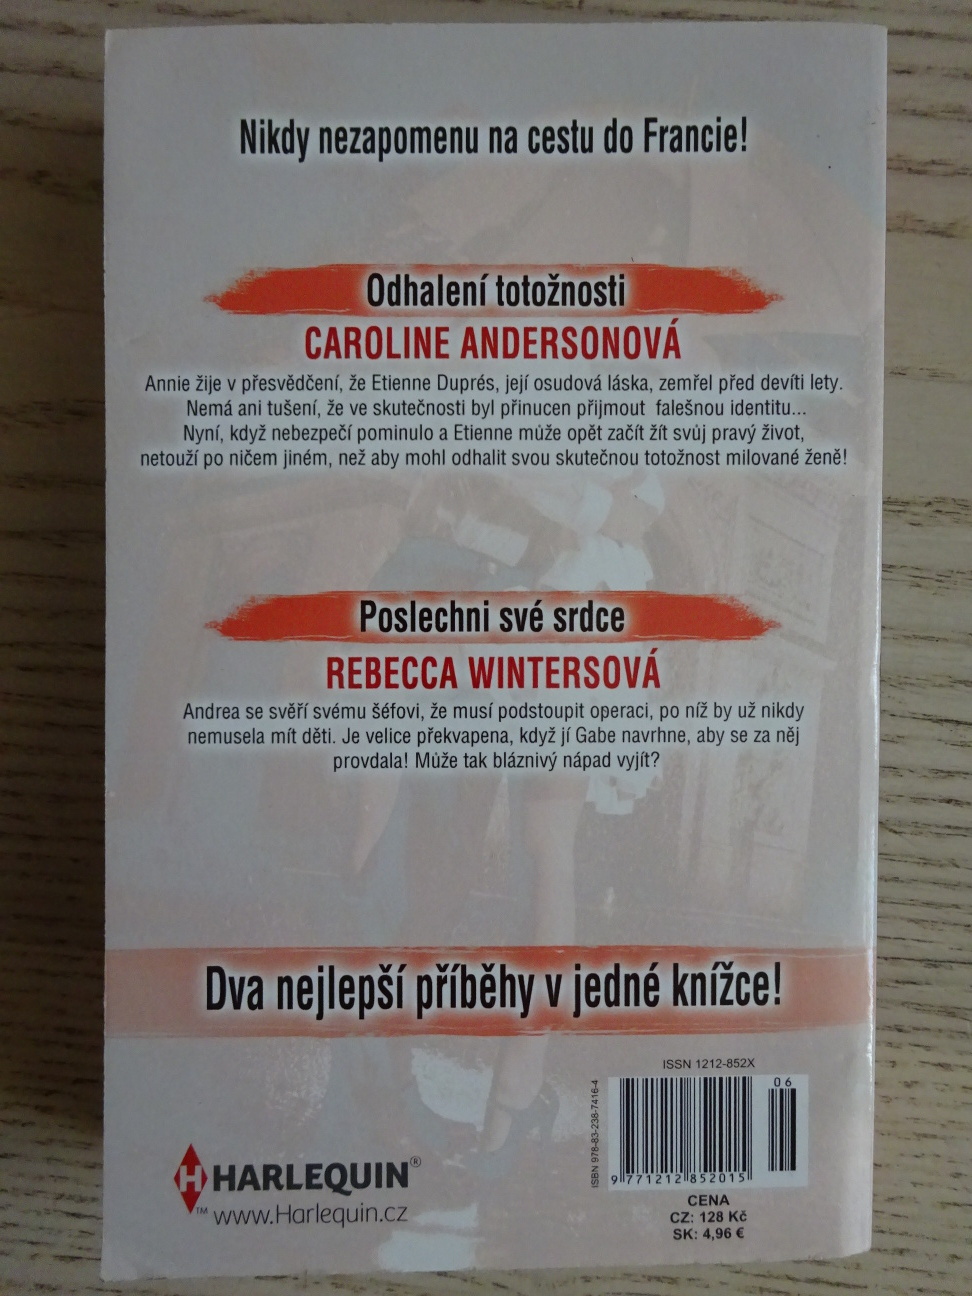 Nikdy nezapomenu na cestu do Francie!
Odhalení totožnosti
CAROLINE ANDERSONOVÁ
Annie žije v přesvědčení, že Etienne Duprés, její osudová láska, zemřel před devíti lety.
Nemá ani tušení, že ve skutečnosti byl přinucen přijmout falešnou identitu...
Nyní, když nebezpečí pominulo a Etienne může opět začít žít svůj pravý život,
netouží po ničem jiném, než aby mohl odhalit svou skutečnou totožnost milované ženě!
Poslechni své srdce
REBECCA WINTERSOVÁ
Andrea se svěří svému šéfovi, že musí podstoupit operaci, po níž by už nikdy
nemusela mít děti. Je velice překvapena, když jí Gabe navrhne, aby se za něj
provdala! Může tak bláznivý nápad vyjít?
Dva nejlepší příběhy v jedné knížce!
ISSN 1212-852X
06
ISBN 978-83-238-7416-4
9 771212 852015
H HARLEQUIN®
™ www.Harlequin.cz
CENA
CZ: 128 Kč
SK: 4,96 €